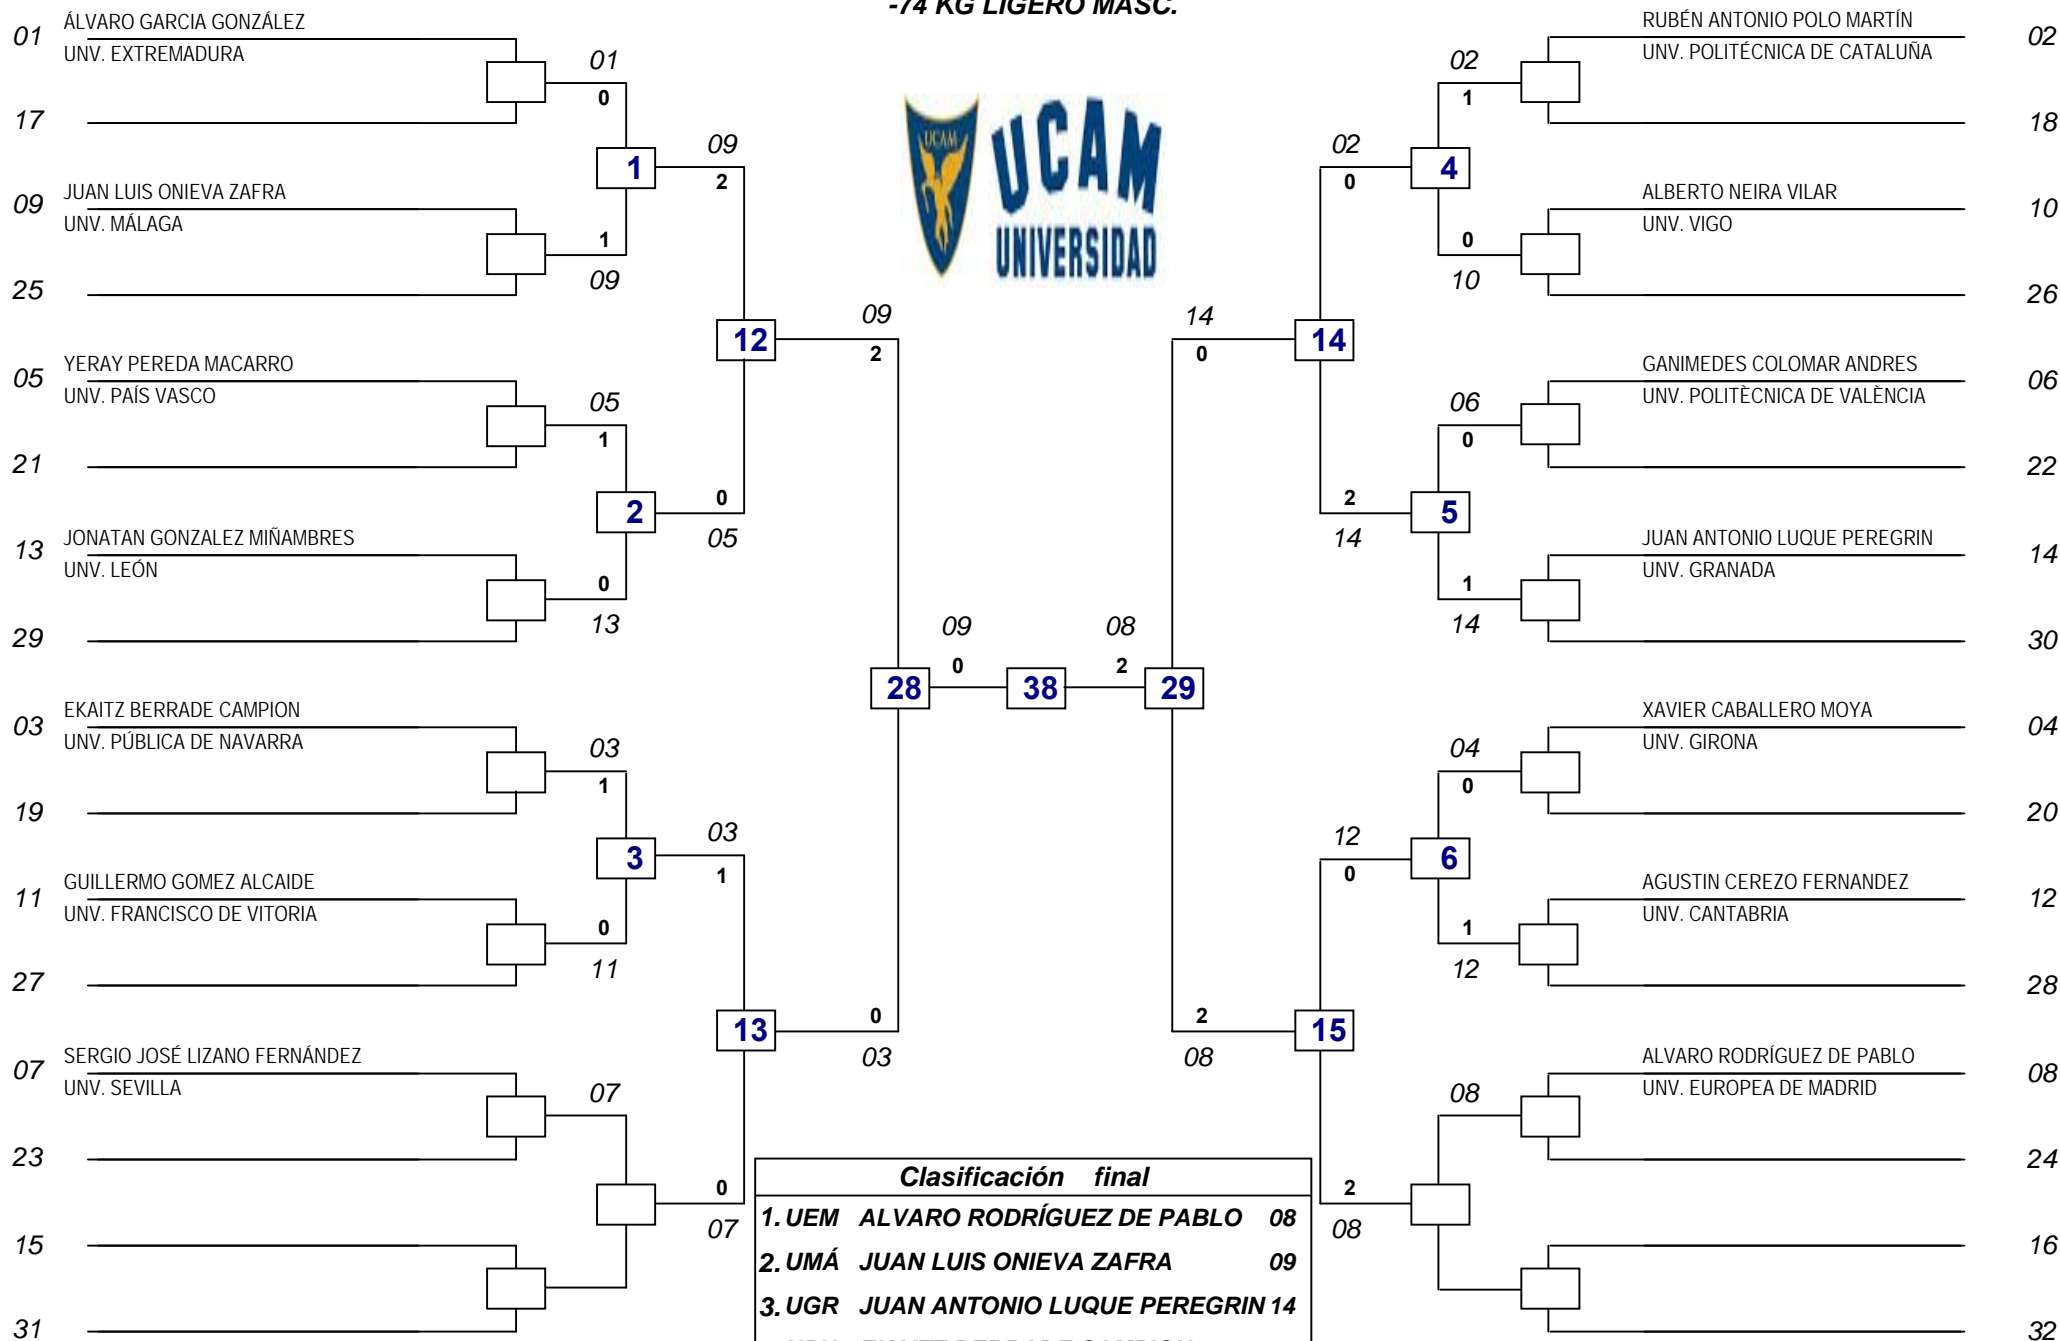 -74 KG LIGERO MASC.
01
ÁLVARO GARCIA GONZÁLEZ
UNV. EXTREMADURA
17
01
0
09
JUAN LUIS ONIEVA ZAFRA
UNV. MÁLAGA
25
1
09
1
09
2
05
YERAY PEREDA MACARRO
UNV. PAÍS VASCO
21
05
1
13
JONATAN GONZALEZ MIÑAMBRES
UNV. LEÓN
29
0
13
2
0
05
12
09
2
03
EKAITZ BERRADE CAMPION
UNV. PÚBLICA DE NAVARRA
19
03
1
11
GUILLERMO GOMEZ ALCAIDE
UNV. FRANCISCO DE VITORIA
27
0
11
3
03
1
07
SERGIO JOSÉ LIZANO FERNÁNDEZ
UNV. SEVILLA
23
07
15
31
0
07
13
0
03
28
09
0
38
08
2
29
UCAM
UCAM
UNIVERSIDAD
RUBÉN ANTONIO POLO MARTÍN
UNV. POLITÉCNICA DE CATALUÑA
02
18
02
1
ALBERTO NEIRA VILAR
UNV. VIGO
10
26
0
10
4
02
0
GANIMEDES COLOMAR ANDRES
UNV. POLITÈCNICA DE VALÈNCIA
06
22
06
0
JUAN ANTONIO LUQUE PEREGRIN
UNV. GRANADA
14
30
1
14
5
2
14
14
14
0
XAVIER CABALLERO MOYA
UNV. GIRONA
04
20
04
0
AGUSTIN CEREZO FERNANDEZ
UNV. CANTABRIA
12
28
1
12
6
12
0
ALVARO RODRÍGUEZ DE PABLO
UNV. EUROPEA DE MADRID
08
24
08
16
32
2
08
15
2
08
Clasificación final
1. UEM ALVARO RODRÍGUEZ DE PABLO 08
2. UMÁ JUAN LUIS ONIEVA ZAFRA 09
3. UGR JUAN ANTONIO LUQUE PEREGRIN 14